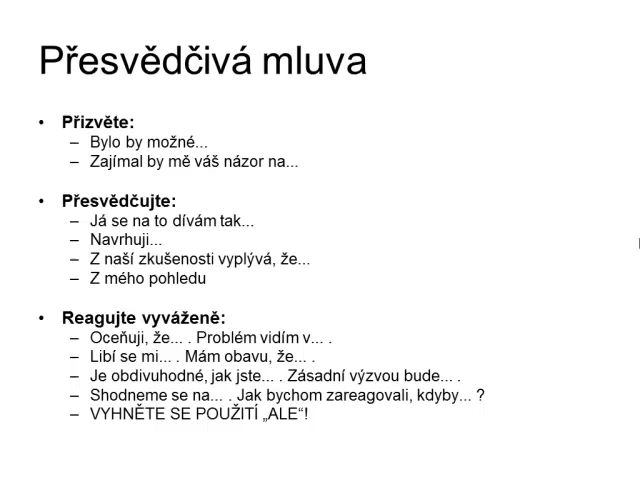 Přesvědčivá mluva
• Přizvěte:
– Bylo by možné...
– Zajímal by mě váš názor na...
• Přesvědčujte:
– Já se na to dívám tak...
– Navrhuji...
– Z naší zkušenosti vyplývá, že...
– Z mého pohledu
• Reagujte vyváženě:
– Oceňuji, že... . Problém vidím v... .
– Libí se mi... . Mám obavu, že... .
– Je obdivuhodné, jak jste... . Zásadní výzvou bude... .
– Shodneme se na... . Jak bychom zareagovali, kdyby... ?
– VYHNĚTE SE POUŽITÍ „ALE“!